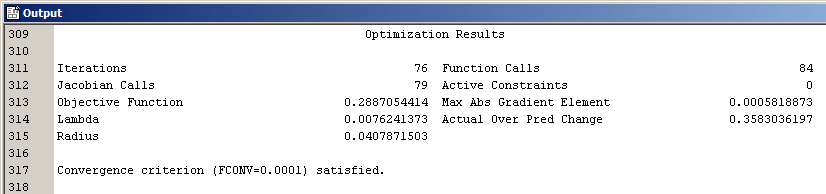 Output
309 Optimization Results
310
311 Iterations 76 Function Calls 84
312 Jacobian Calls 79 Active Constraints 0
313 Objective Function 0.2887054414 Max Abs Gradient Element 0.0005818873
314 Lambda 0.0076241373 Actual Over Pred Change 0.3583036197
315 Radius 0.0407871503
316
317 Convergence criterion (FCONV=0.0001) satisfied.
318